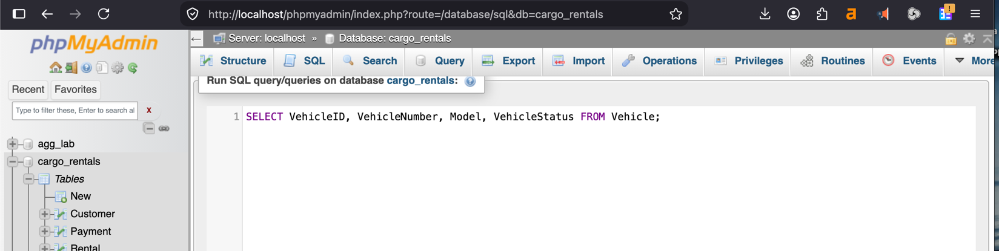 http://localhost/phpmyadmin/index.php?route=/database/sql&db=cargo_rentals
phpMyAdmin
Recent Favorites
Type to filter these, Enter to search al X
agg_lab
cargo_rentals
Tables
New
Customer
Payment
Rental
Server: localhost » Database: cargo_rentals
Structure SQL Search Query Export Import Operations Privileges Routines Events More
Run SQL query/queries on database cargo_rentals:
1 SELECT VehicleID, VehicleNumber, Model, VehicleStatus FROM Vehicle;